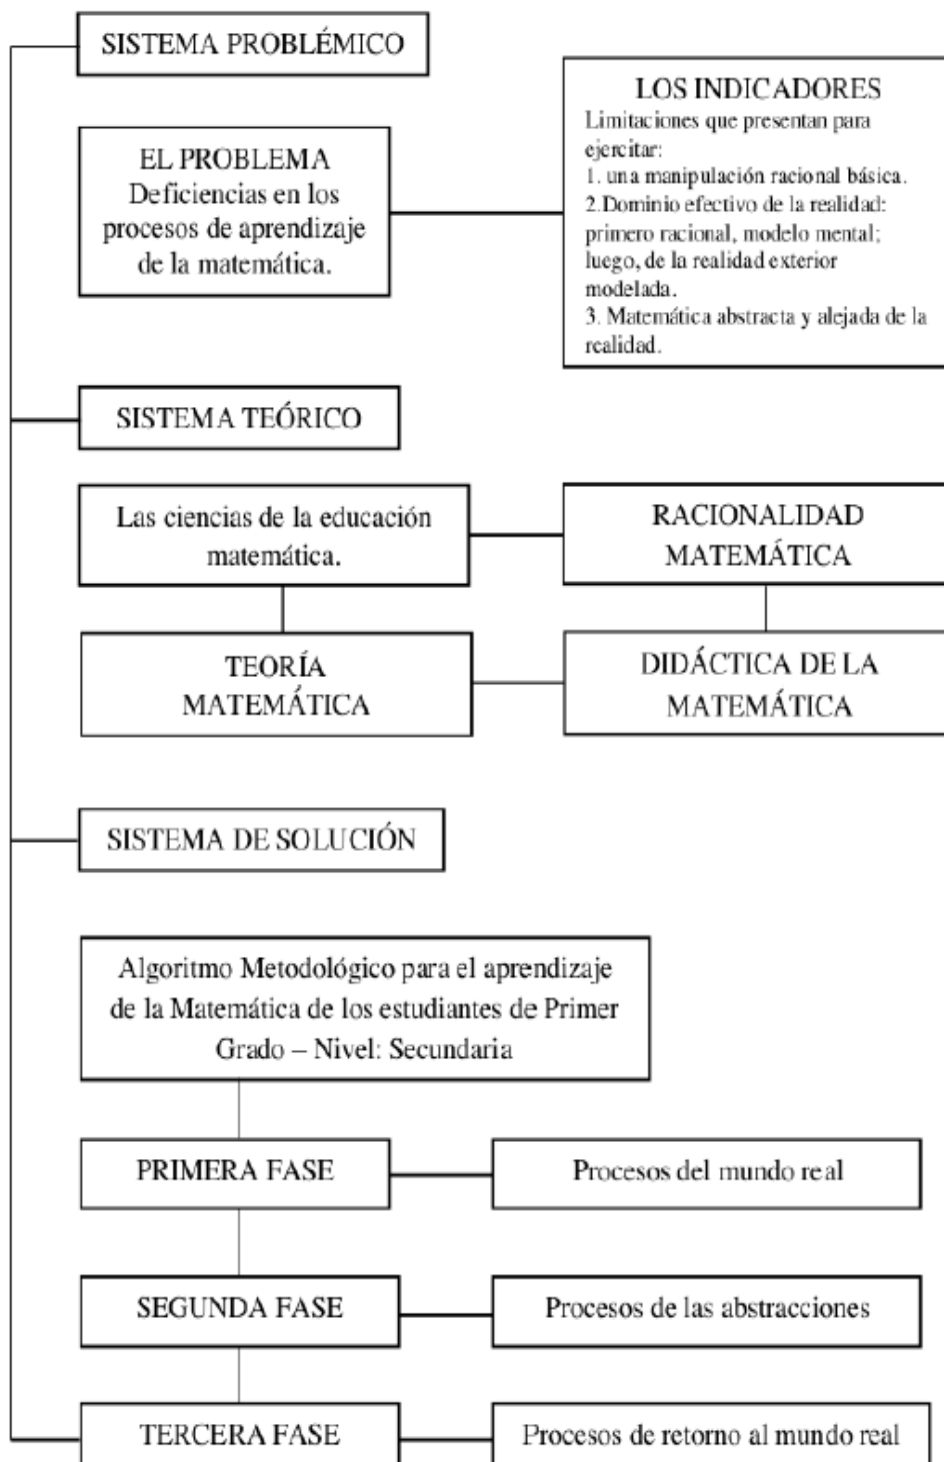 SISTEMA PROBLÉMICO
EL PROBLEMA
Deficiencias en los
procesos de aprendizaje
de la matemática.
LOS INDICADORES
Limitaciones que presentan para
ejercitar:
1. una manipulación racional básica.
2.Dominio efectivo de la realidad:
primero racional, modelo mental;
luego, de la realidad exterior
modelada.
3. Matemática abstracta y alejada de la
realidad.
SISTEMA TEÓRICO
Las ciencias de la educación
matemática.
RACIONALIDAD
MATEMÁTICA
TEORÍA
MATEMÁTICA
DIDÁCTICA DE LA
MATEMÁTICA
SISTEMA DE SOLUCIÓN
Algoritmo Metodológico para el aprendizaje
de la Matemática de los estudiantes de Primer
Grado – Nivel: Secundaria
PRIMERA FASE
Procesos del mundo real
SEGUNDA FASE
Procesos de las abstracciones
TERCERA FASE
Procesos de retorno al mundo real